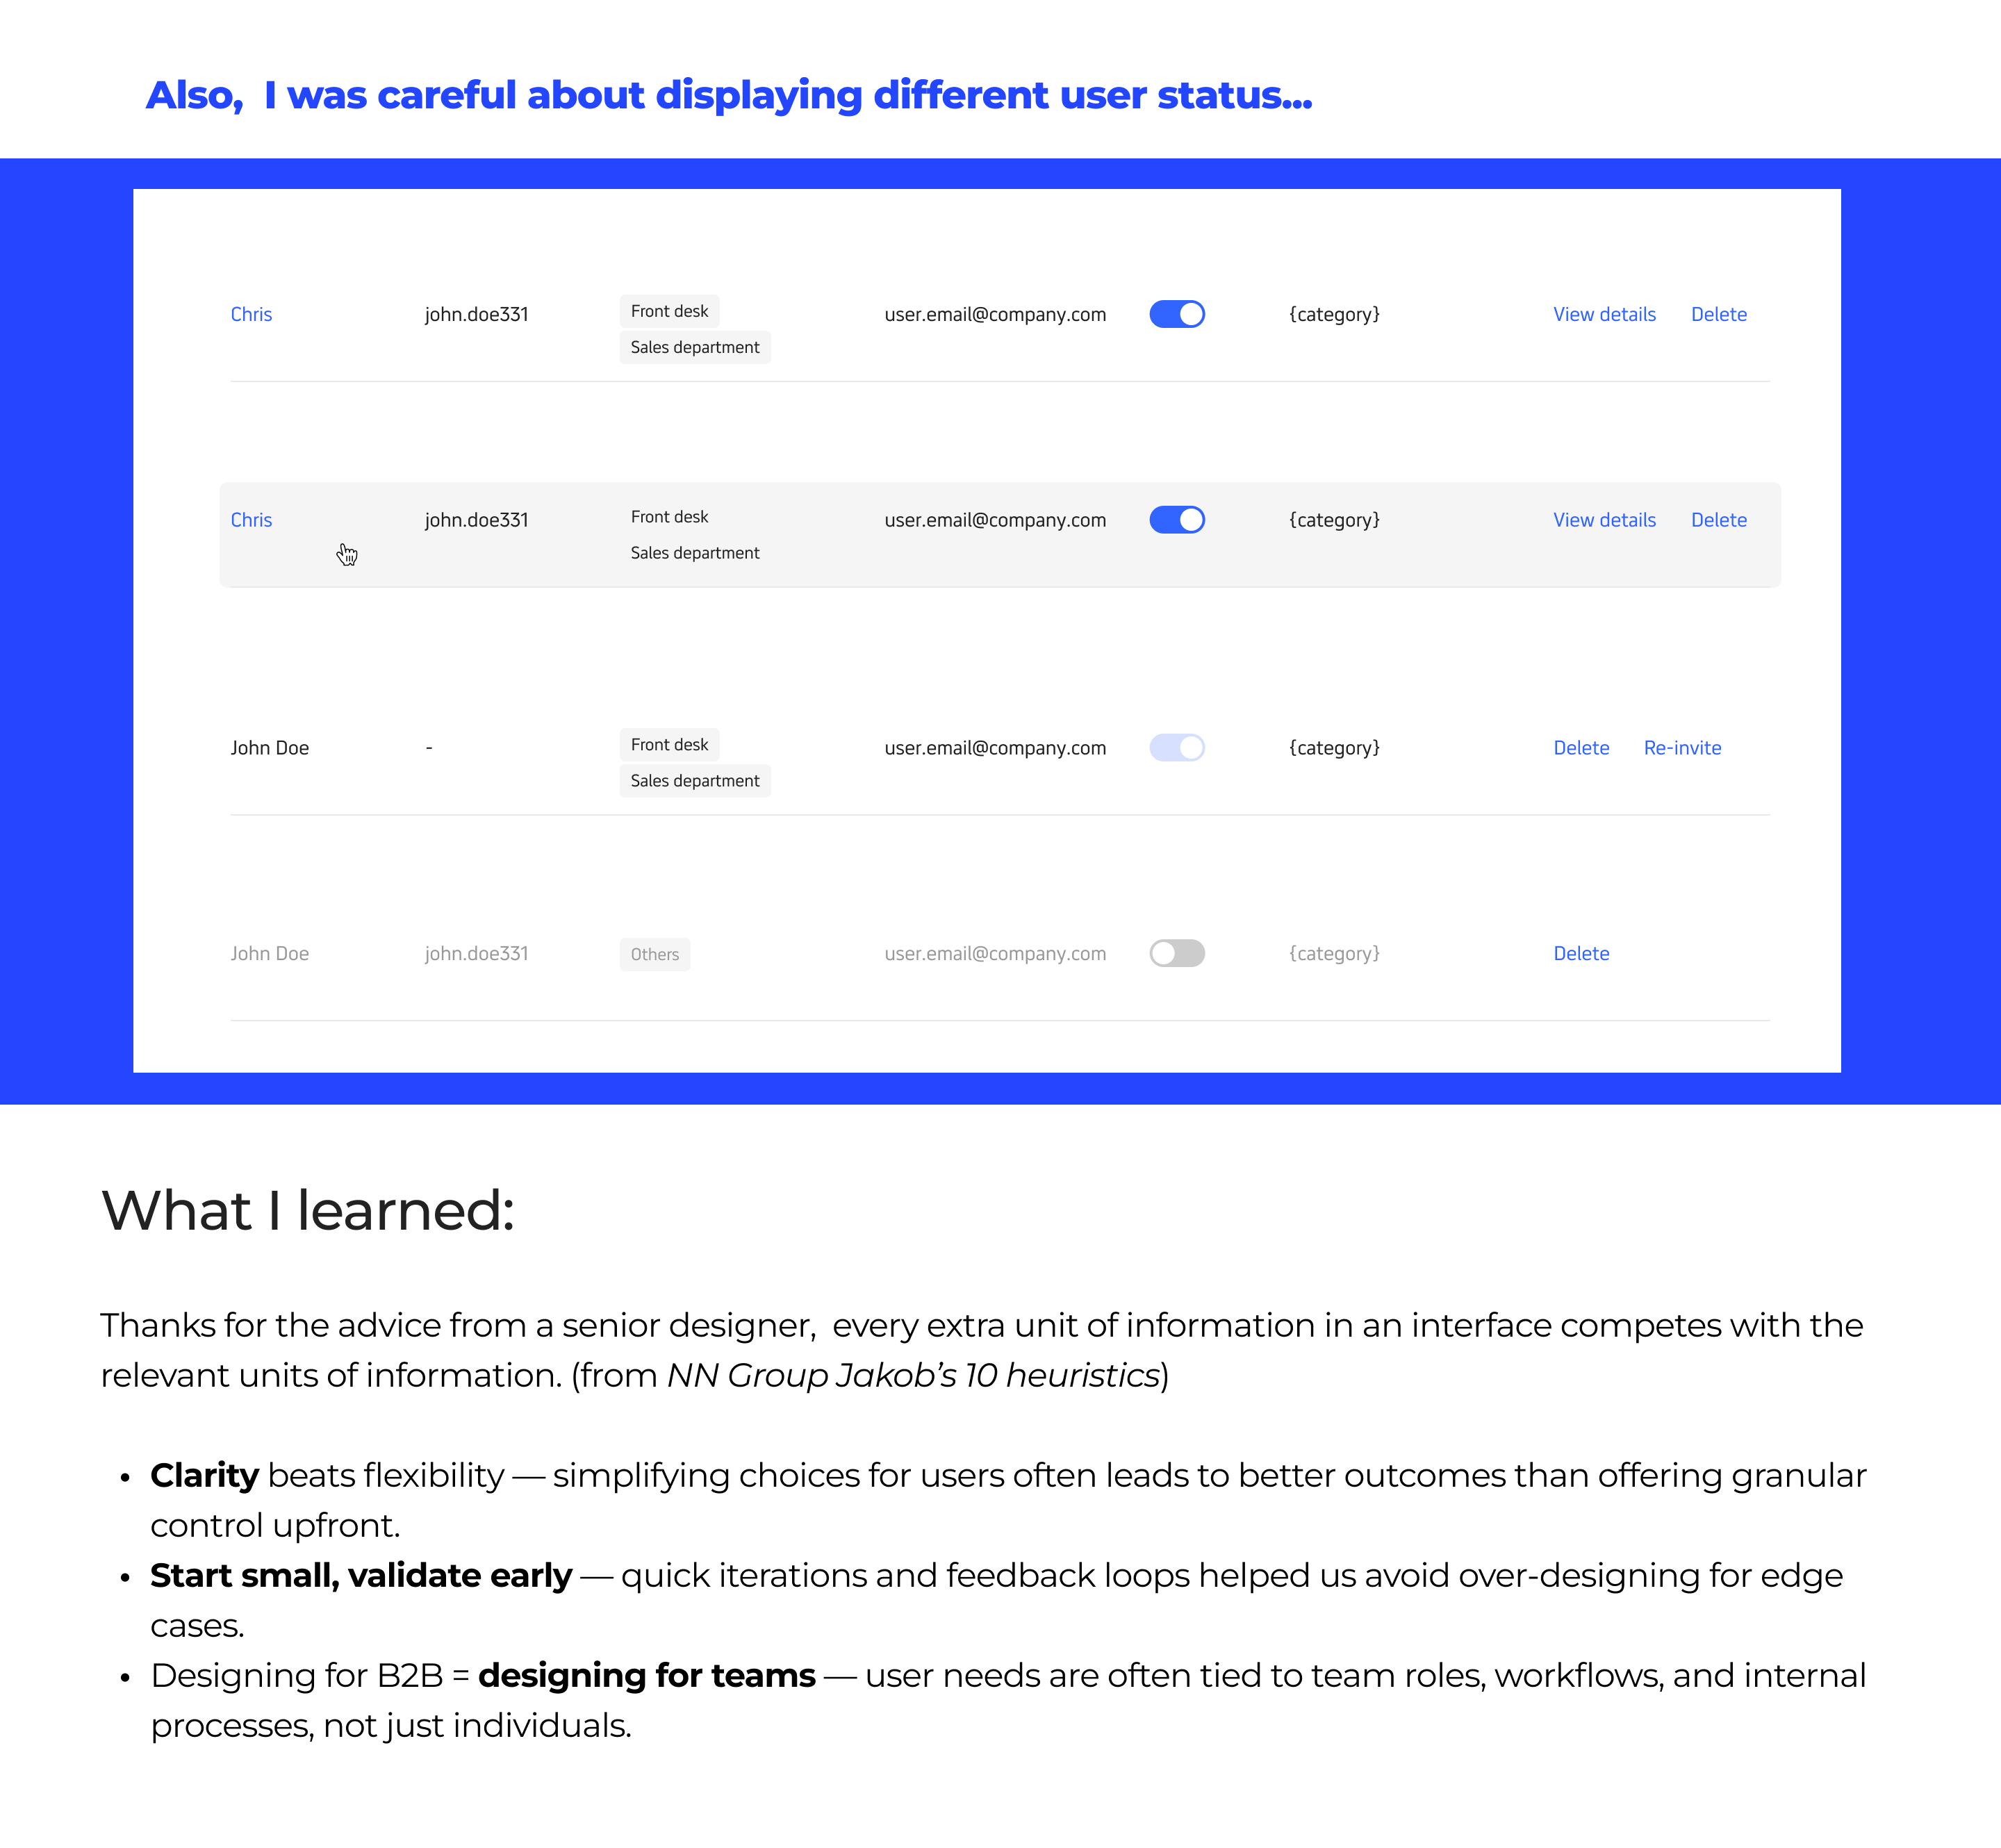 Also,  I was careful about displaying different user status...
Chris john.doe331 Front desk user.email@company.com {category} View details Delete
Sales department
Chris john.doe331 Front desk user.email@company.com {category} View details Delete
Sales department
John Doe - Front desk user.email@company.com {category} Delete Re-invite
Sales department
John Doe john.doe331 Others user.email@company.com {category} Delete
What I learned:
Thanks for the advice from a senior designer,  every extra unit of information in an interface competes with the
relevant units of information. (from NN Group Jakob’s 10 heuristics)
• Clarity beats flexibility — simplifying choices for users often leads to better outcomes than offering granular
control upfront.
• Start small, validate early — quick iterations and feedback loops helped us avoid over-designing for edge
cases.
• Designing for B2B = designing for teams — user needs are often tied to team roles, workflows, and internal
processes, not just individuals.